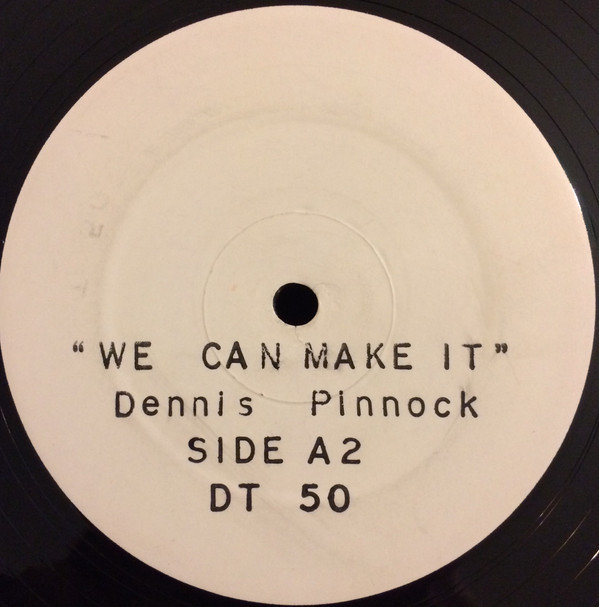 “WE CAN MAKE IT”
Dennis Pinnock
SIDE A2
DT 50